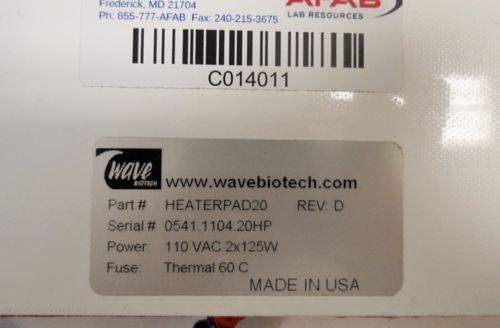 Frederick, MD 21704
Ph: 855-777-AFAB Fax: 240-215-3675
AFAB
LAB RESOURCES
C014011
Wave
BIOTECH
www.wavebiotech.com
Part # HEATERPAD20 REV: D
Serial # 0541.1104.20HP
Power: 110 VAC 2x125W
Fuse: Thermal 60 C
MADE IN USA